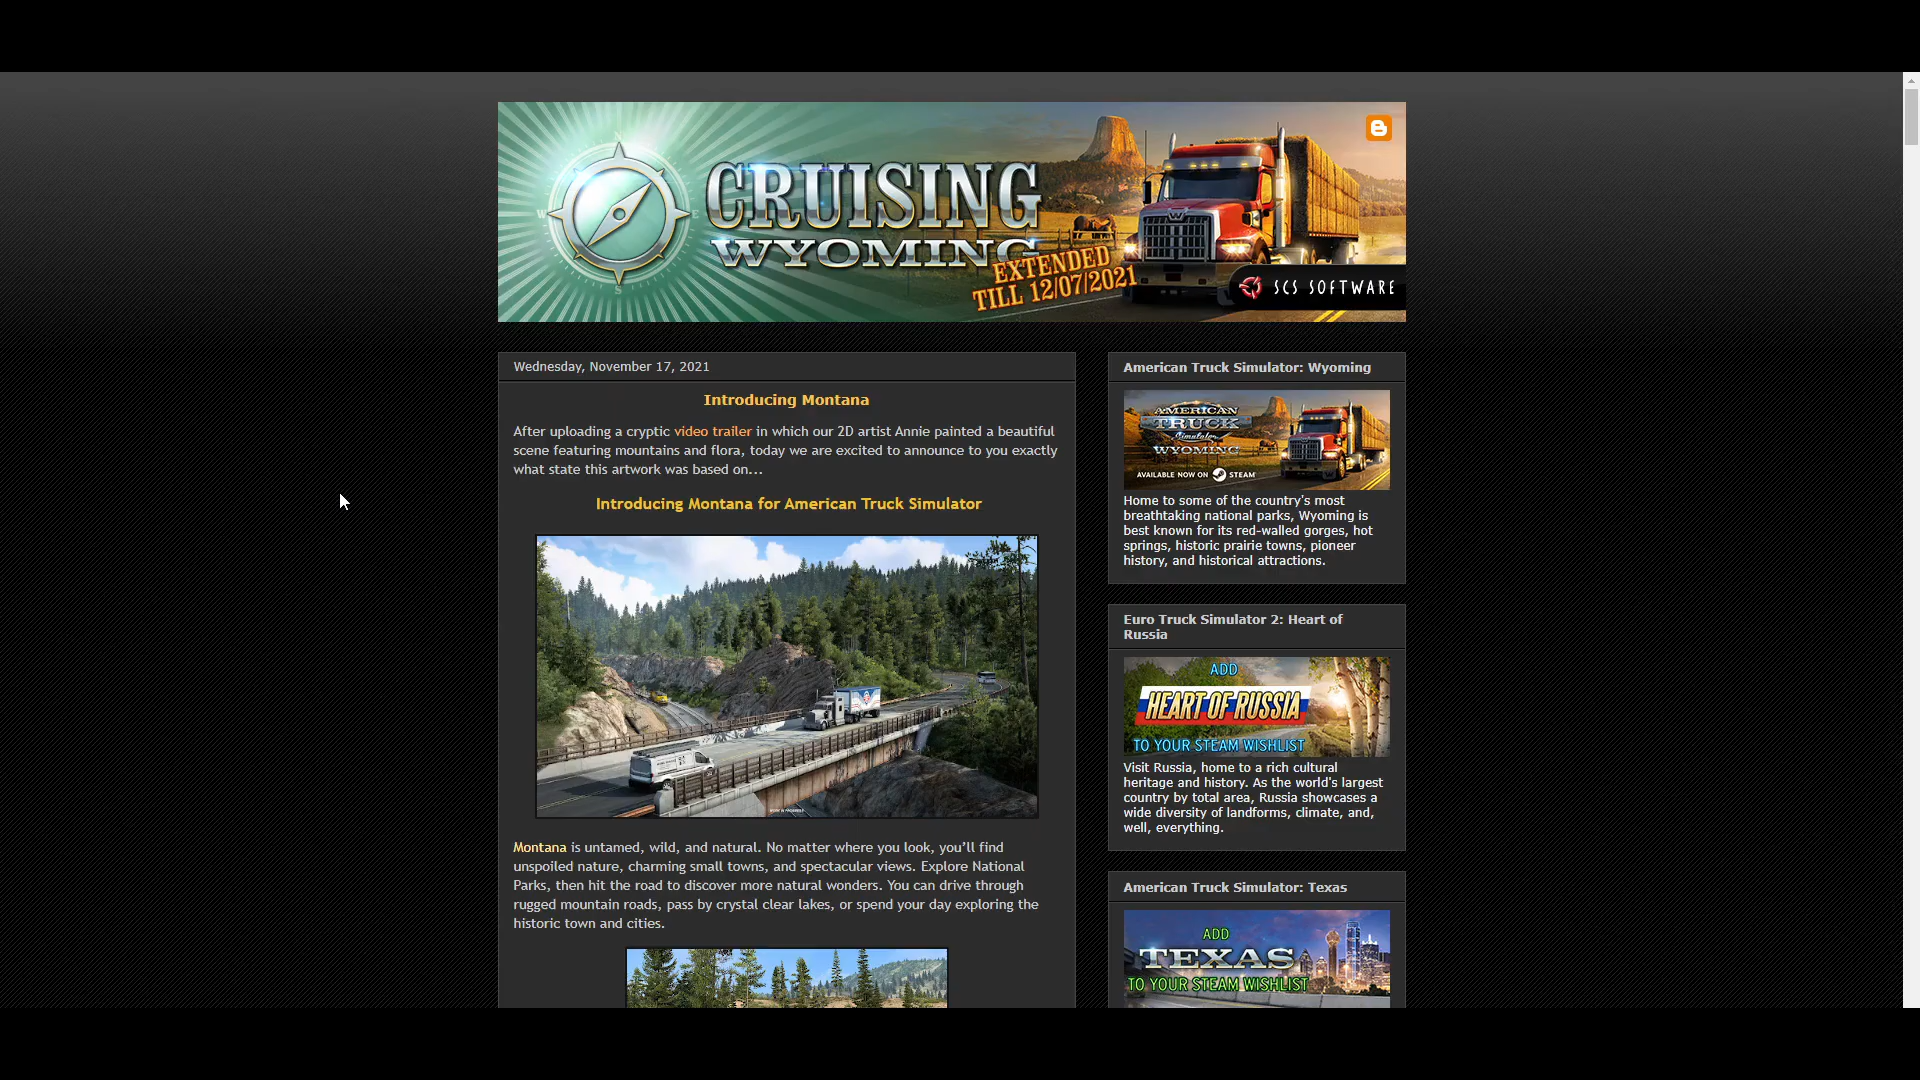 CRUISING
WYOMING
EXTENDED
TILL 12/07/2021
SCS SOFTWARE
Wednesday, November 17, 2021
Introducing Montana
After uploading a cryptic video trailer in which our 2D artist Annie painted a beautiful
scene featuring mountains and flora, today we are excited to announce to you exactly
what state this artwork was based on...
Introducing Montana for American Truck Simulator
Montana is untamed, wild, and natural. No matter where you look, you’ll find
unspoiled nature, charming small towns, and spectacular views. Explore National
Parks, then hit the road to discover more natural wonders. You can drive through
rugged mountain roads, pass by crystal clear lakes, or spend your day exploring the
historic town and cities.
American Truck Simulator: Wyoming
AMERICAN
TRUCK
Simulator
WYOMING
AVAILABLE NOW ON STEAM
Home to some of the country's most
breathtaking national parks, Wyoming is
best known for its red-walled gorges, hot
springs, historic prairie towns, pioneer
history, and historical attractions.
Euro Truck Simulator 2: Heart of
Russia
ADD
HEART OF RUSSIA
TO YOUR STEAM WISHLIST
Visit Russia, home to a rich cultural
heritage and history. As the world's largest
country by total area, Russia showcases a
wide diversity of landforms, climate, and,
well, everything.
American Truck Simulator: Texas
ADD
TEXAS
TO YOUR STEAM WISHLIST